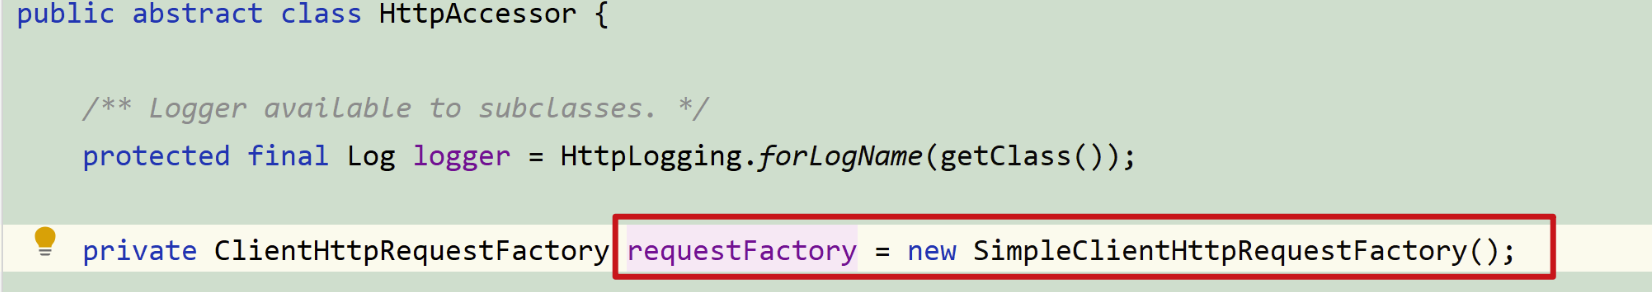 public abstract class HttpAccessor {
/** Logger available to subclasses. */
protected final Log logger = HttpLogging.forLogName(getClass());
private ClientHttpRequestFactory requestFactory = new SimpleClientHttpRequestFactory();